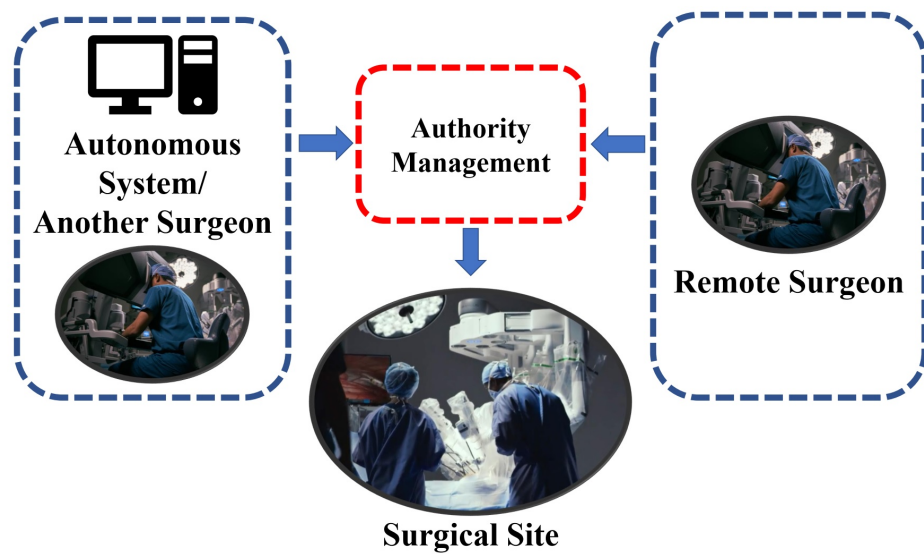 Autonomous
System/
Another Surgeon
Authority
Management
Remote Surgeon
Surgical Site